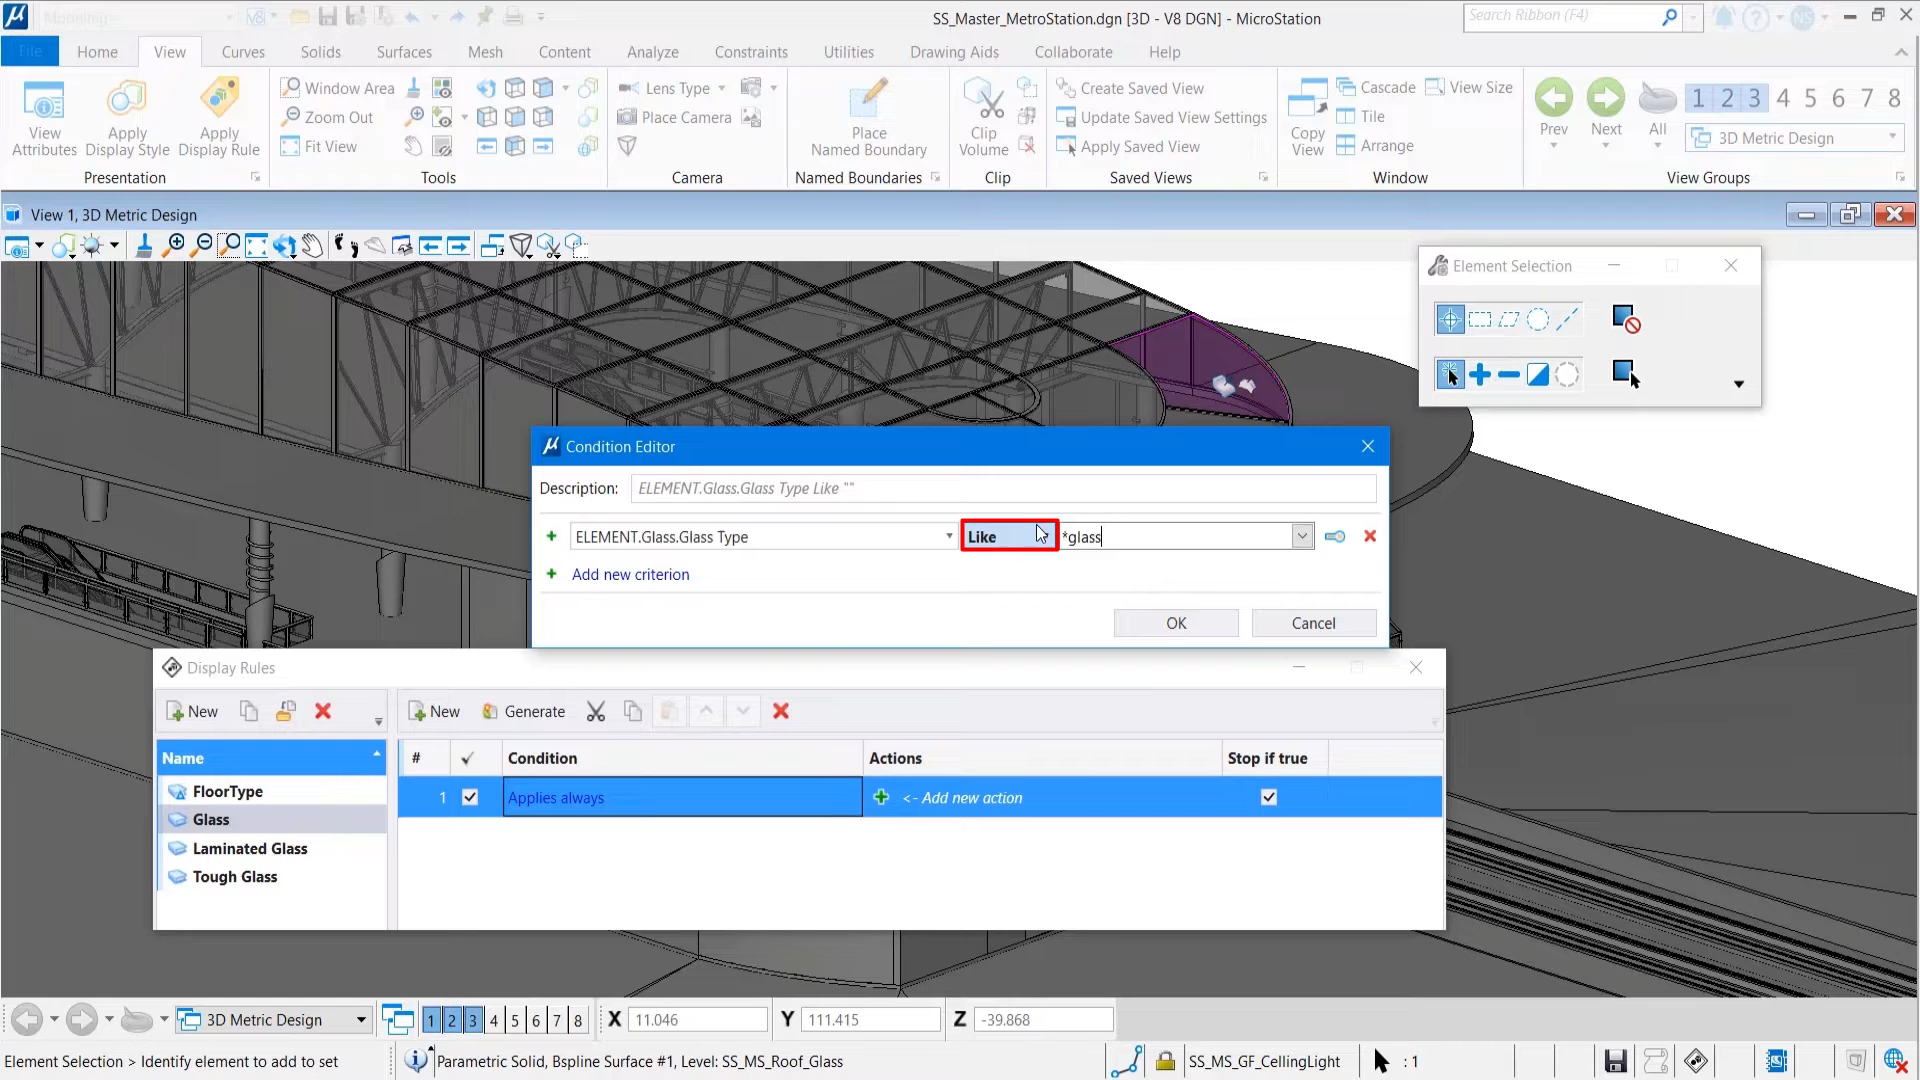 SS_Master_MetroStation.dgn [3D - V8 DGN] - MicroStation
Search Ribbon (F4)
NS
File
Home
View
Curves
Solids
Surfaces
Mesh
Content
Analyze
Constraints
Utilities
Drawing Aids
Collaborate
Help
View
Attributes
Apply
Display Style
Apply
Display Rule
Presentation
Window Area
Zoom Out
Fit View
Tools
Lens Type
Place Camera
Camera
Place
Named Boundary
Named Boundaries
Clip
Volume
Clip
Create Saved View
Update Saved View Settings
Apply Saved View
Saved Views
Copy
View
Cascade
Tile
Arrange
View Size
Window
Prev
Next
All
1 2 3 4 5 6 7 8
3D Metric Design
View Groups
View 1, 3D Metric Design
Element Selection
Condition Editor
Description:
ELEMENT.Glass.Glass Type Like ""
ELEMENT.Glass.Glass Type
Like
*glass
Add new criterion
OK
Cancel
Display Rules
New
New
Generate
Name
FloorType
Glass
Laminated Glass
Tough Glass
# Condition Actions Stop if true
1 Applies always <- Add new action
3D Metric Design
1 2 3 4 5 6 7 8
X 11.046
Y 111.415
Z -39.868
Element Selection > Identify element to add to set
Parametric Solid, Bspline Surface #1, Level: SS_MS_Roof_Glass
SS_MS_GF_CellingLight
: 1